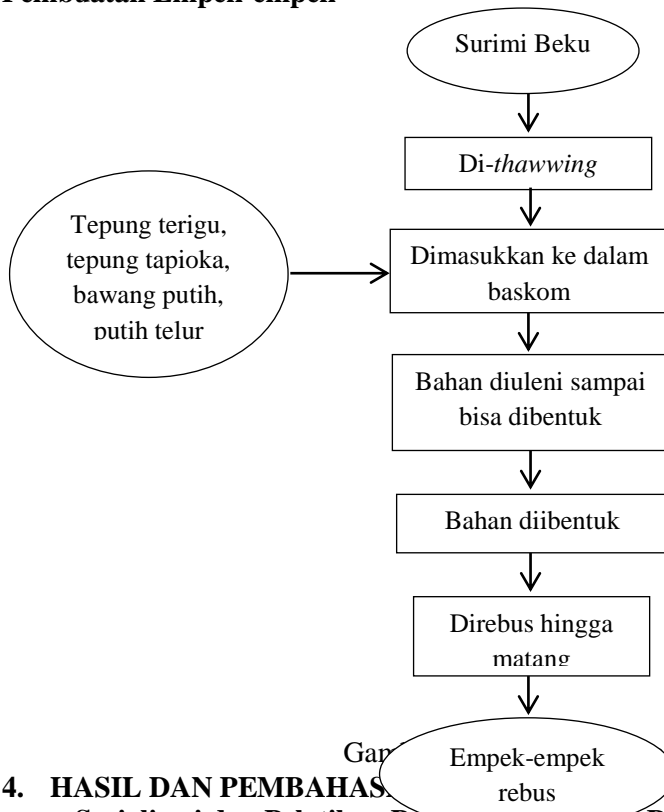 Pembuatan Empek-empek
Surimi Beku
Di-thawwing
Tepung terigu,
tepung tapioka,
bawang putih,
putih telur
Dimasukkan ke dalam
baskom
Bahan diuleni sampai
bisa dibentuk
Bahan diibentuk
Direbus hingga
matang
Empek-empek
rebus
4. HASIL DAN